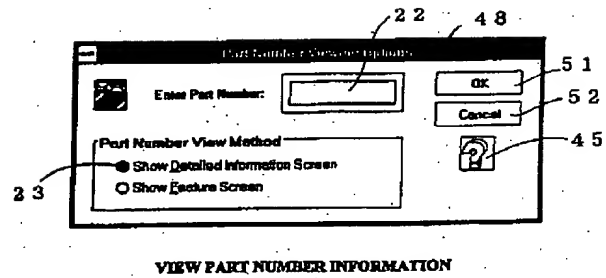 22 48
Part Number Viewer Options
Enter Part Number:
OK
51
Cancel
52
Part Number View Method
45
Show Detailed Information Screen
23
Show Feature Screen
VIEW PART NUMBER INFORMATION